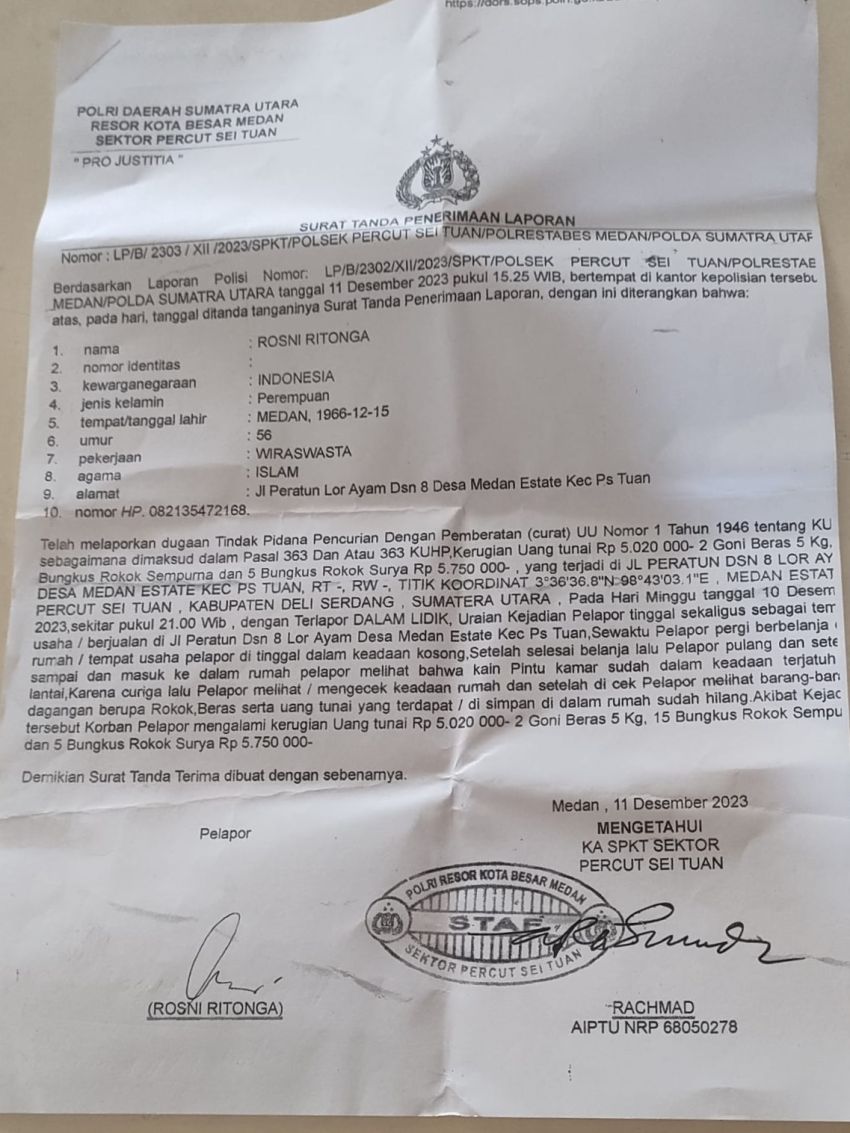 https://dors.sops.polri.go
POLRI DAERAH SUMATRA UTARA
RESOR KOTA BESAR MEDAN
SEKTOR PERCUT SEI TUAN
" PRO JUSTITIA "
SURAT TANDA PENERIMAAN LAPORAN
Nomor : LP/B/ 2303 / XII /2023/SPKT/POLSEK PERCUT SEI TUAN/POLRESTABES MEDAN/POLDA SUMATRA UTAR
Berdasarkan Laporan Polisi Nomor: LP/B/2302/XII/2023/SPKT/POLSEK PERCUT SEI TUAN/POLRESTAE
MEDAN/POLDA SUMATRA UTARA tanggal 11 Desember 2023 pukul 15.25 WIB, bertempat di kantor kepolisian tersebu
atas, pada hari, tanggal ditanda tanganinya Surat Tanda Penerimaan Laporan, dengan ini diterangkan bahwa:
1. nama : ROSNI RITONGA
2. nomor identitas :
3. kewarganegaraan : INDONESIA
4. jenis kelamin : Perempuan
5. tempat/tanggal lahir : MEDAN, 1966-12-15
6. umur : 56
7. pekerjaan : WIRASWASTA
8. agama : ISLAM
9. alamat : Jl Peratun Lor Ayam Dsn 8 Desa Medan Estate Kec Ps Tuan
10. nomor HP. 082135472168.
Telah melaporkan dugaan Tindak Pidana Pencurian Dengan Pemberatan (curat) UU Nomor 1 Tahun 1946 tentang KU
sebagaimana dimaksud dalam Pasal 363 Dan Atau 363 KUHP,Kerugian Uang tunai Rp 5.020 000- 2 Goni Beras 5 Kg,
Bungkus Rokok Sempurna dan 5 Bungkus Rokok Surya Rp 5.750 000- , yang terjadi di JL PERATUN DSN 8 LOR AY
DESA MEDAN ESTATE KEC PS TUAN, RT -, RW -, TITIK KOORDINAT 3°36'36.8"N 98°43'03.1"E , MEDAN ESTAT
PERCUT SEI TUAN , KABUPATEN DELI SERDANG , SUMATERA UTARA , Pada Hari Minggu tanggal 10 Desem
2023,sekitar pukul 21.00 Wib , dengan Terlapor DALAM LIDIK, Uraian Kejadian Pelapor tinggal sekaligus sebagai tem
usaha / berjualan di Jl Peratun Dsn 8 Lor Ayam Desa Medan Estate Kec Ps Tuan,Sewaktu Pelapor pergi berbelanja
rumah / tempat usaha pelapor di tinggal dalam keadaan kosong,Setelah selesai belanja lalu Pelapor pulang dan sete
sampai dan masuk ke dalam rumah pelapor melihat bahwa kain Pintu kamar sudah dalam keadaan terjatuh
lantai,Karena curiga lalu Pelapor melihat / mengecek keadaan rumah dan setelah di cek Pelapor melihat barang-bar
dagangan berupa Rokok,Beras serta uang tunai yang terdapat / di simpan di dalam rumah sudah hilang.Akibat Kejad
tersebut Korban Pelapor mengalami kerugian Uang tunai Rp 5.020 000- 2 Goni Beras 5 Kg, 15 Bungkus Rokok Sempu
dan 5 Bungkus Rokok Surya Rp 5.750 000-
Demikian Surat Tanda Terima dibuat dengan sebenarnya.
Medan , 11 Desember 2023
Pelapor
MENGETAHUI
KA SPKT SEKTOR
PERCUT SEI TUAN
POLRI RESOR KOTA BESAR MEDAN
STAF
SEKTOR PERCUT SEI TUAN
(ROSNI RITONGA)
RACHMAD
AIPTU NRP 68050278